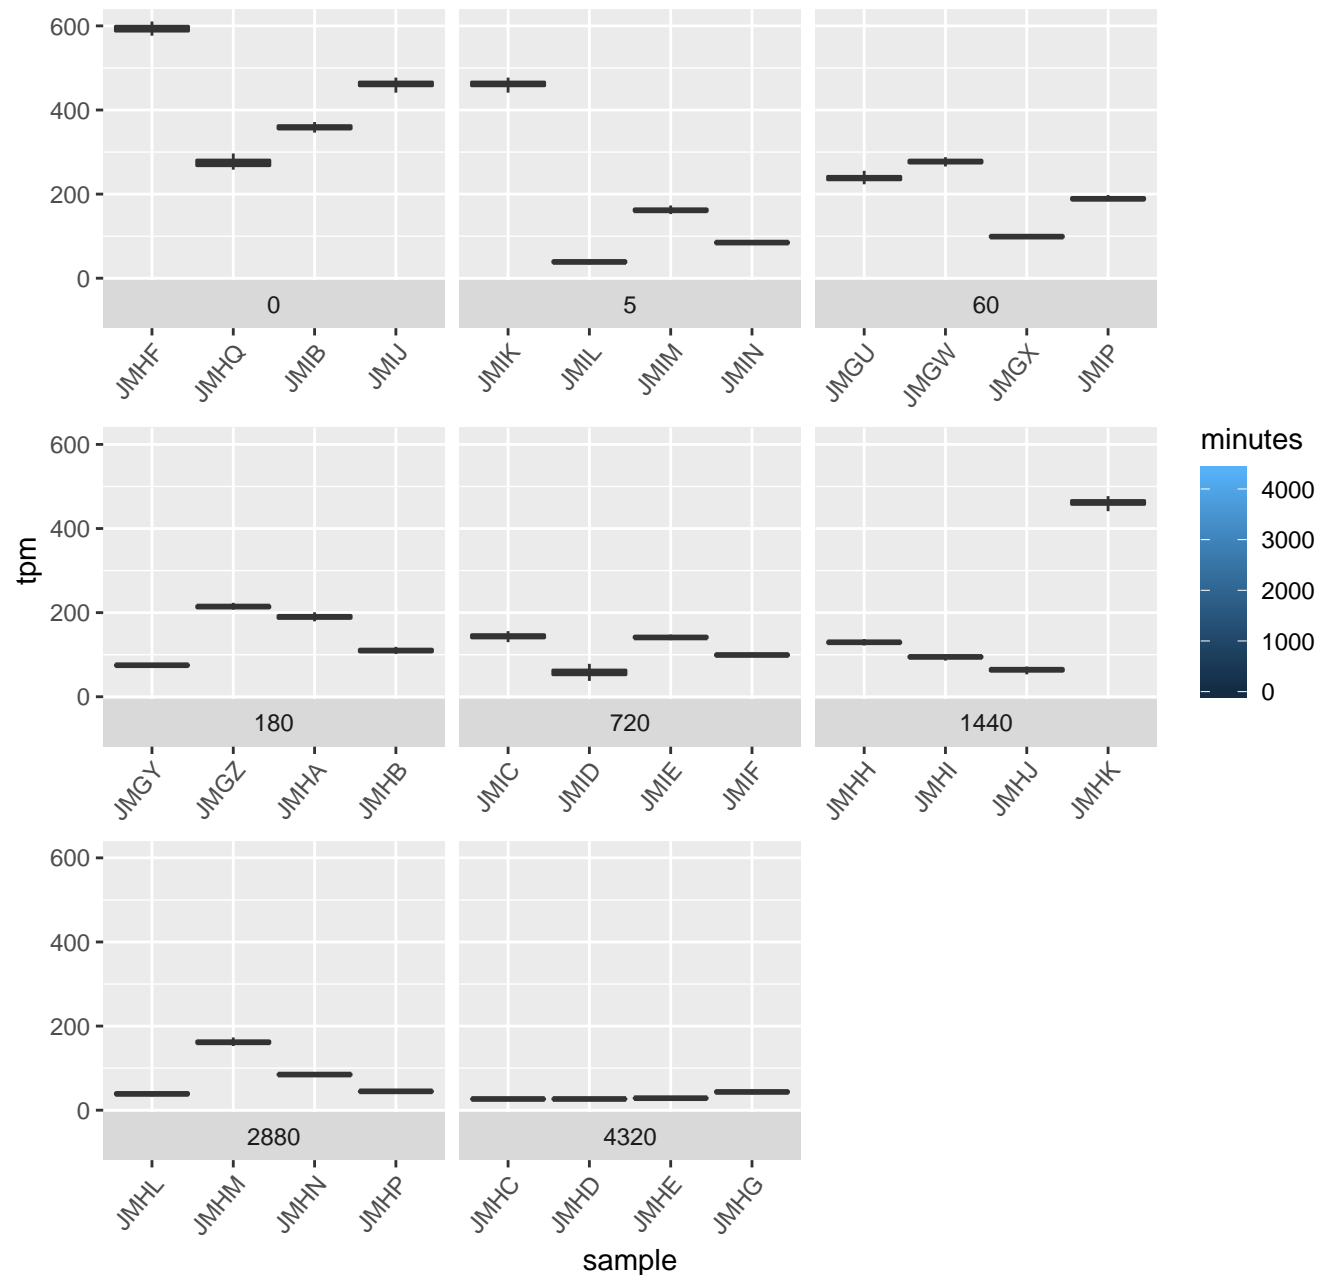 600
400
200
0
0 5 60
JMHF JMHQ JMIB JMIJ JMIK JMIL JMIM JMIN JMGU JMGW JMGX JMIP
600
400
200
0
180 720 1440
JMGY JMGZ JMHA JMHB JMIC JMID JMIE JMIF JMHH JMHI JMHJ JMHK
600
400
200
0
2880 4320
JMHL JMHM JMHN JMHP JMHC JMHD JMHE JMHG
sample
tpm
minutes
4000
3000
2000
1000
0